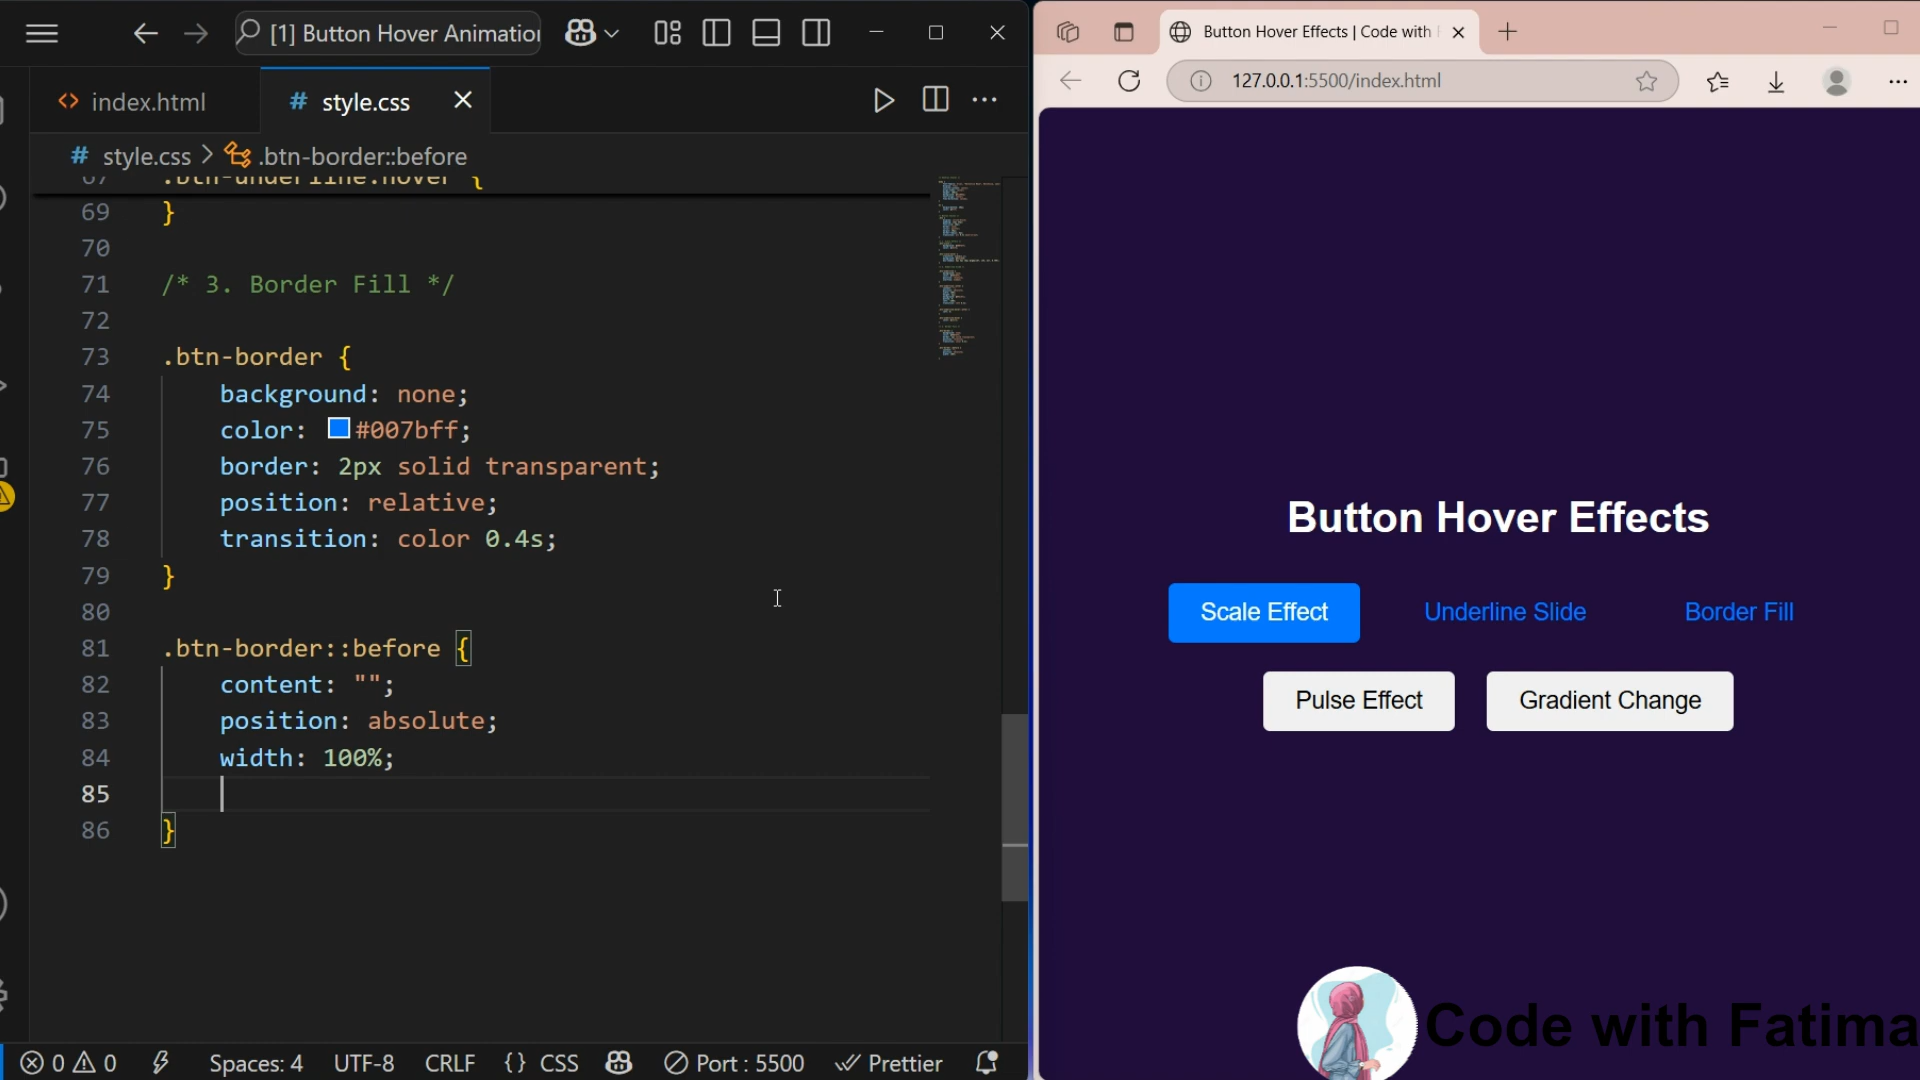 [1] Button Hover Animatio
index.html
# style.css
# style.css > .btn-border::before
67 .btn-underline:hover {
69 }
70
71 /* 3. Border Fill */
72
73 .btn-border {
74 background: none;
75 color: #007bff;
76 border: 2px solid transparent;
77 position: relative;
78 transition: color 0.4s;
79 }
80
81 .btn-border::before {
82 content: "";
83 position: absolute;
84 width: 100%;
85
86 }
0 0 Spaces: 4 UTF-8 CRLF {} CSS Port : 5500 Prettier
Button Hover Effects | Code with F
127.0.0.1:5500/index.html
Button Hover Effects
Scale Effect Underline Slide Border Fill
Pulse Effect Gradient Change
Code with Fatima